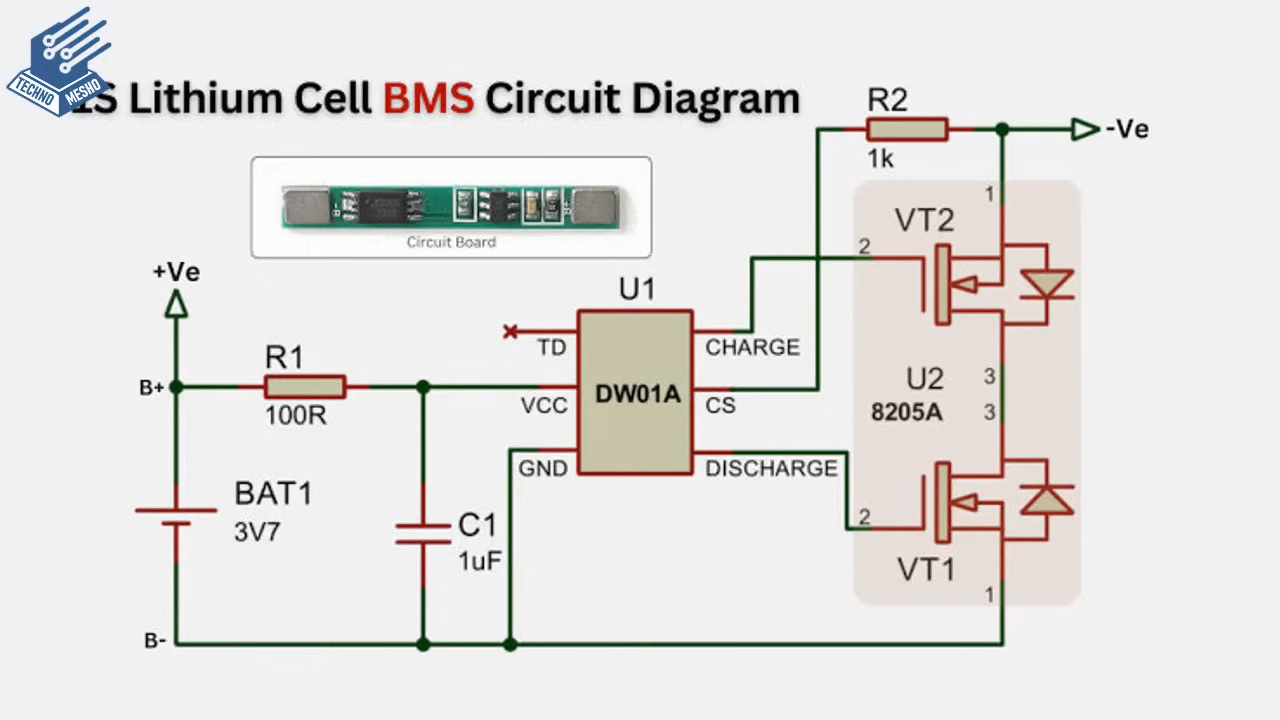 TECHNO
MESHO
1S Lithium Cell BMS Circuit Diagram
R2
1k
-Ve
B-
B+
Circuit Board
1
VT2
2
+Ve
U1
TD
CHARGE
R1
B+
100R
VCC
DW01A
CS
U2
3
8205A
3
GND
DISCHARGE
BAT1
3V7
C1
1uF
2
VT1
1
B-